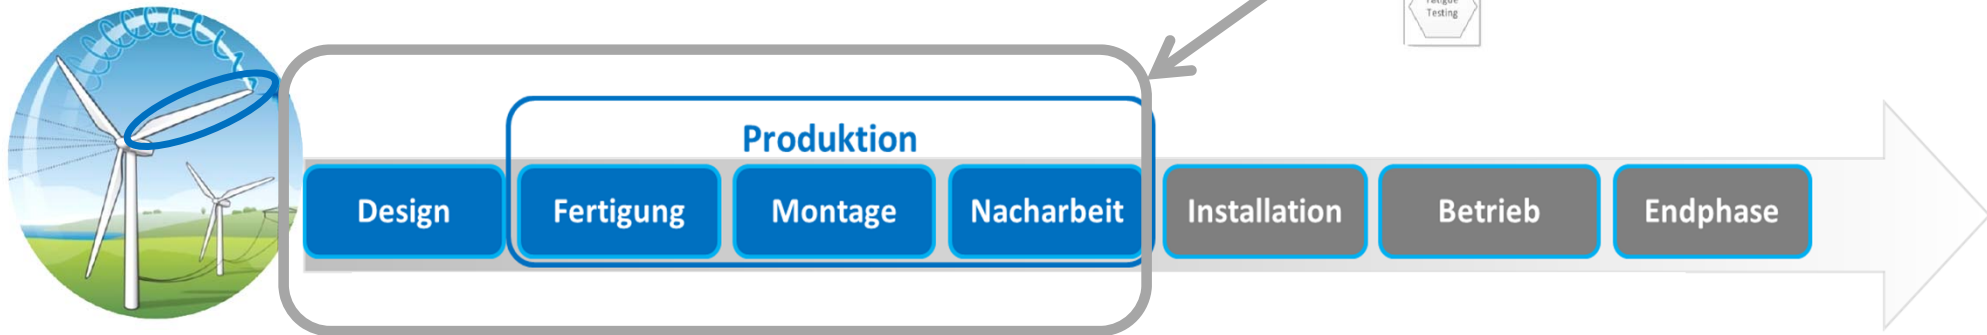 Testing
Produktion
Design
Fertigung
Montage
Nacharbeit
Installation
Betrieb
Endphase